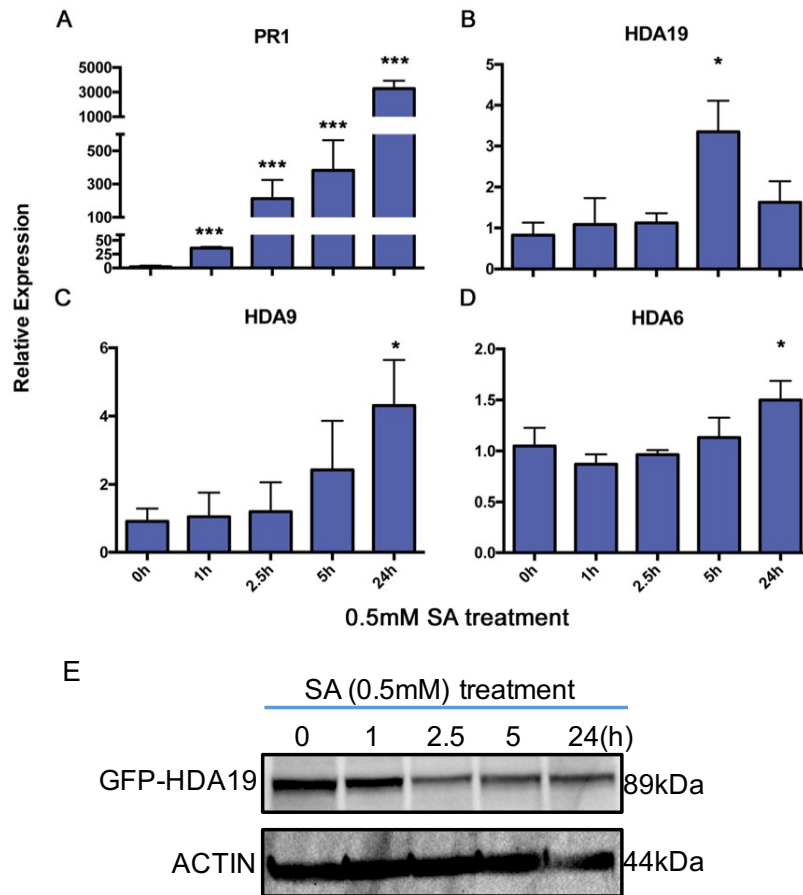 A
PR1
***
***
***
***
5000
3000
1000
500
300
100
50
25
0
B
HDA19
*
5
4
3
2
1
0
Relative Expression
C
HDA9
*
6
4
2
0
0h 1h 2.5h 5h 24h
D
HDA6
*
2.0
1.5
1.0
0.5
0.0
0h 1h 2.5h 5h 24h
0.5mM SA treatment
E
SA (0.5mM) treatment
0 1 2.5 5 24(h)
GFP-HDA19 89kDa
ACTIN 44kDa